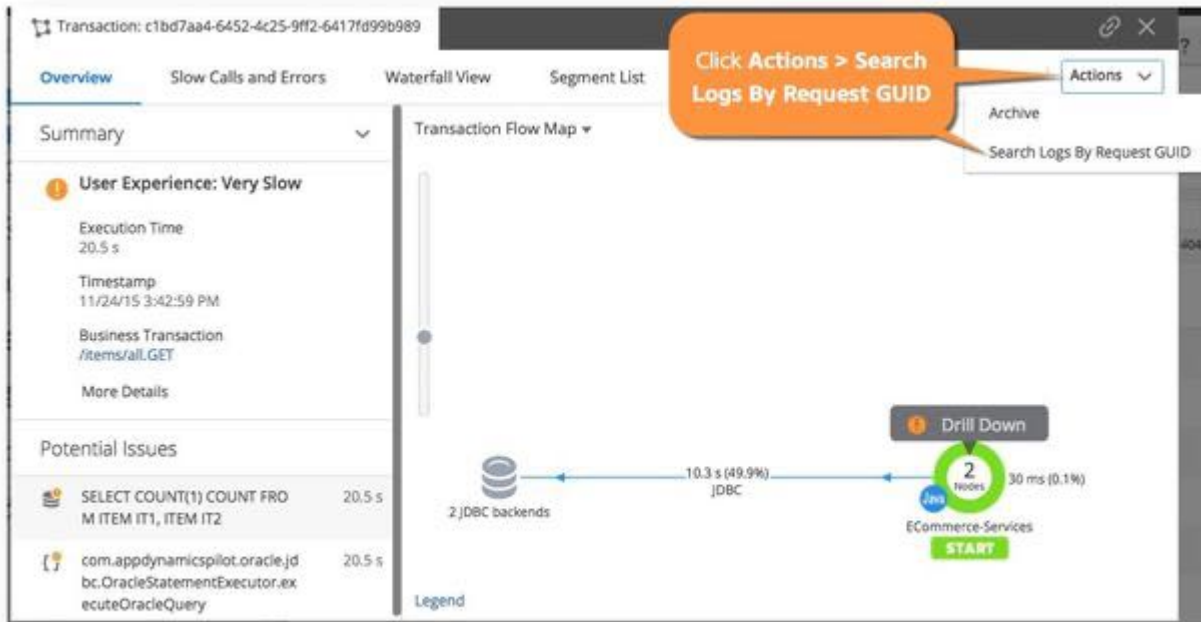 Transaction: c1bd7aa4-6452-4c25-9ff2-6417fd99b989
?
Overview
Slow Calls and Errors
Waterfall View
Segment List
Click Actions > Search
Logs By Request GUID
Actions
Archive
Search Logs By Request GUID
Summary
User Experience: Very Slow
Execution Time
20.5 s
Timestamp
11/24/15 3:42:59 PM
Business Transaction
/items/all.GET
More Details
Potential Issues
SELECT COUNT(1) COUNT FRO
M ITEM IT1, ITEM IT2
20.5 s
com.appdynamicspilot.oracle.jd
bc.OracleStatementExecutor.ex
ecuteOracleQuery
20.5 s
Transaction Flow Map
404
Drill Down
2
Nodes
Java
30 ms (0.1%)
10.3 s (49.9%)
JDBC
2 JDBC backends
ECommerce-Services
START
Legend